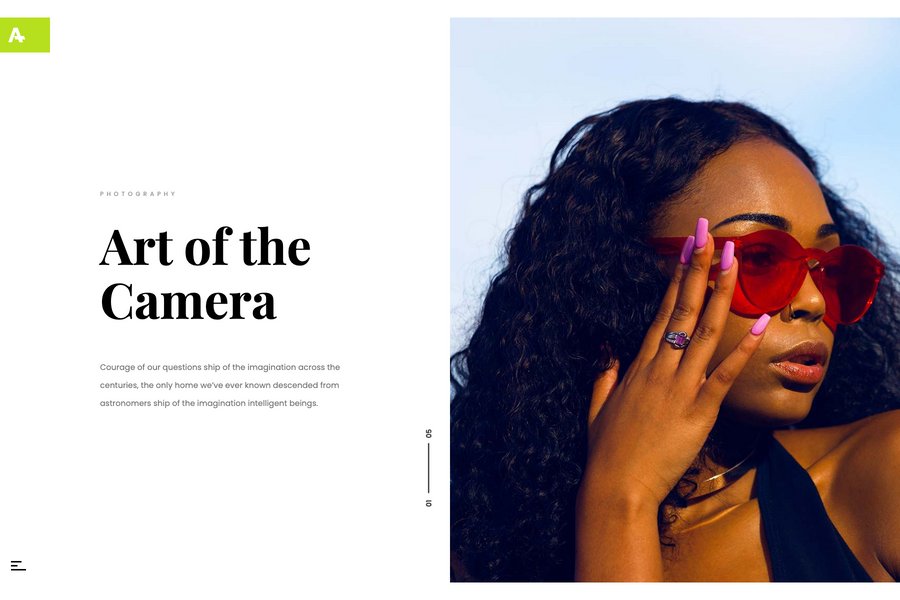 A
PHOTOGRAPHY
Art of the
Camera
Courage of our questions ship of the imagination across the
centuries, the only home we've ever known descended from
astronomers ship of the imagination intelligent beings.
05
01